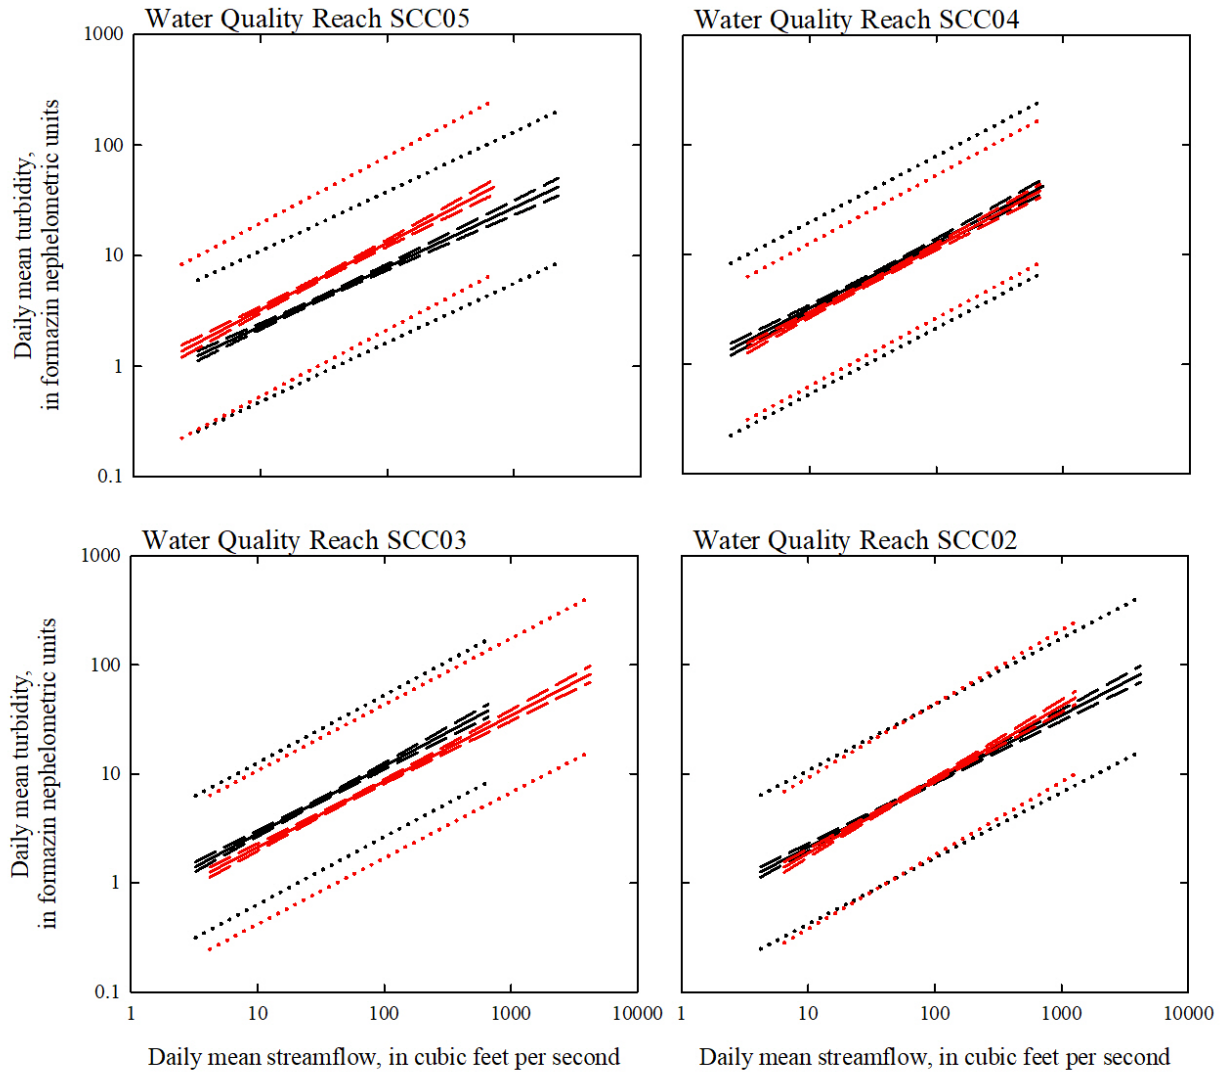 Water Quality Reach SCC05
Water Quality Reach SCC04
1000
100
10
1
0.1
Daily mean turbidity,
in formazin nephelometric units
Water Quality Reach SCC03
Water Quality Reach SCC02
1000
100
10
1
0.1
Daily mean turbidity,
in formazin nephelometric units
1 10 100 1000 10000
1 10 100 1000 10000
Daily mean streamflow, in cubic feet per second
Daily mean streamflow, in cubic feet per second